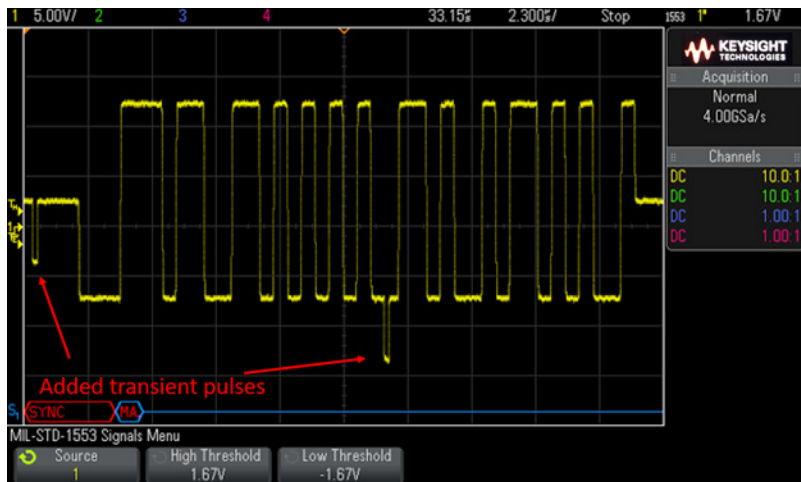 1 5.00V/ 2 3 4 33.15s 2.300s/ Stop 1553 1 1.67V
KEYSIGHT
TECHNOLOGIES
Acquisition
Normal
4.00GSa/s
Channels
DC 10.0:1
DC 10.0:1
DC 1.00:1
DC 1.00:1
Added transient pulses
S1 SYNC MA
MIL-STD-1553 Signals Menu
Source High Threshold Low Threshold
1 1.67V -1.67V